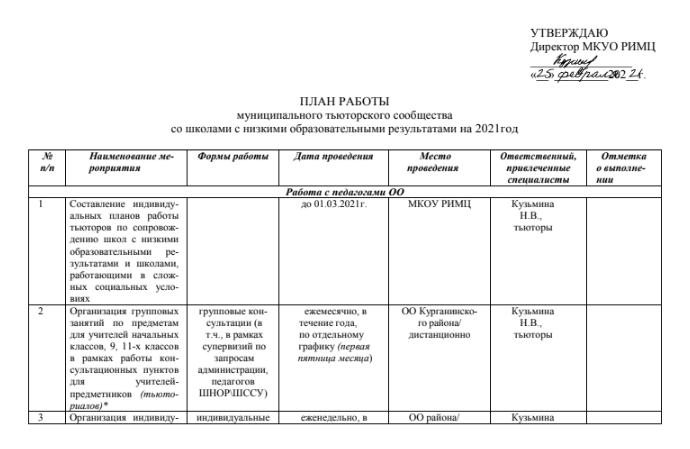 УТВЕРЖДАЮ
Директор МКУО РИМЦ
«25» февраля 2021г.
ПЛАН РАБОТЫ
муниципального тьюторского сообщества
со школами с низкими образовательными результатами на 2021год
№ п/п
Наименование ме-
роприятия
Формы работы
Дата проведения
Место
проведения
Ответственный,
привлеченные
специалисты
Отметка
о выполне-
нии
Работа с педагогами ОО
1
Составление индивиду-
альных планов работы
тьюторов по сопровож-
дению школ с низкими
образовательными ре-
зультатами и школами,
работающими в слож-
ных социальных усло-
виях
до 01.03.2021г.
МКОУ РИМЦ
Кузьмина
Н.В.,
тьюторы
2
Организация групповых
занятий по предметам
для учителей начальных
классов, 9, 11-х классов
в рамках работы кон-
сультационных пунктов
для учителей-
предметников (тьюто-
риалов)*
групповые кон-
сультации (в
т.ч., в рамках
супервизий по
запросам
администрации,
педагогов
ШНОР\ШССУ)
ежемесячно, в
течение года,
по отдельному
графику (первая
пятница месяца)
ОО Курганинско-
го района/
дистанционно
Кузьмина
Н.В.,
тьюторы
3
Организация индивиду-
индивидуальные
еженедельно, в
ОО района/
Кузьмина